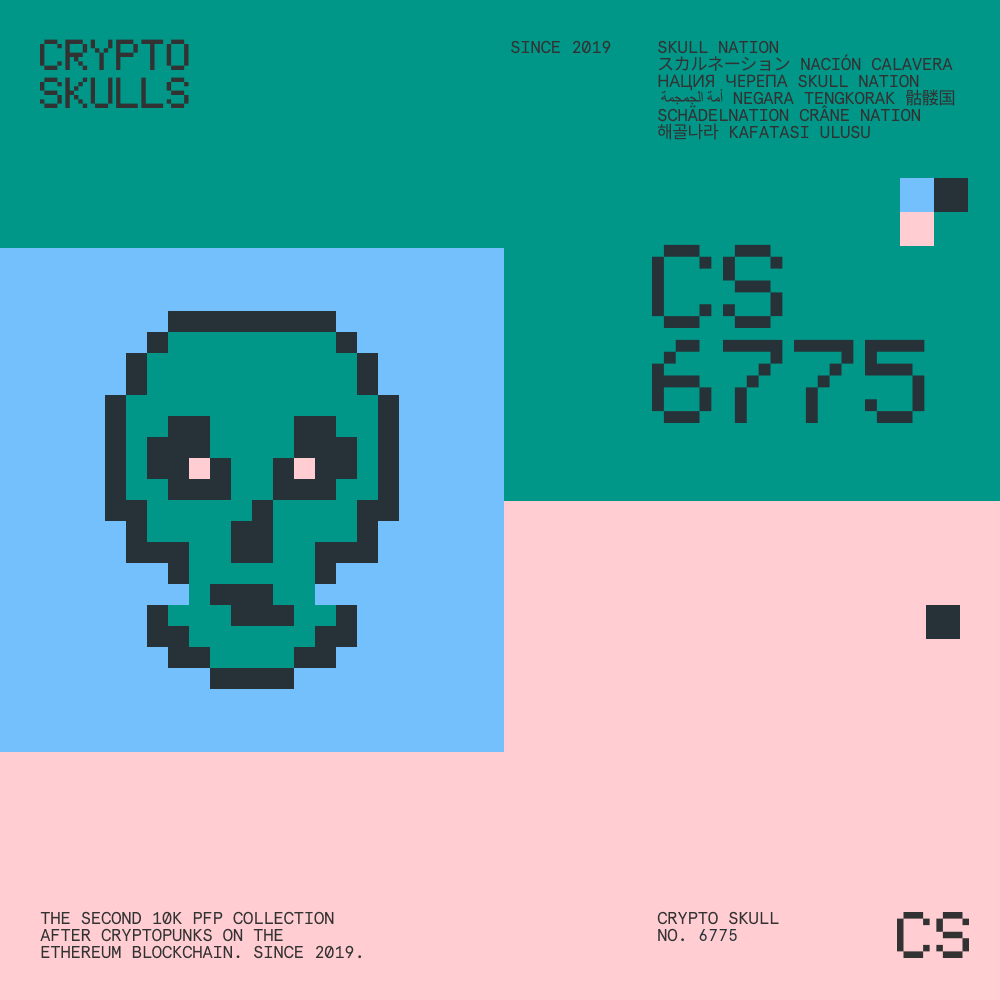 CRYPTO
SKULLS
SINCE 2019
SKULL NATION
スカルネーション NACIÓN CALAVERA
НАЦИЯ ЧЕРЕПА SKULL NATION
أمة الجمجمة NEGARA TENGKORAK 骷髅国
SCHÄDELNATION CRÂNE NATION
해골나라 KAFATASI ULUSU
CS
6775
THE SECOND 10K PFP COLLECTION
AFTER CRYPTOPUNKS ON THE
ETHEREUM BLOCKCHAIN. SINCE 2019.
CRYPTO SKULL
NO. 6775
CS